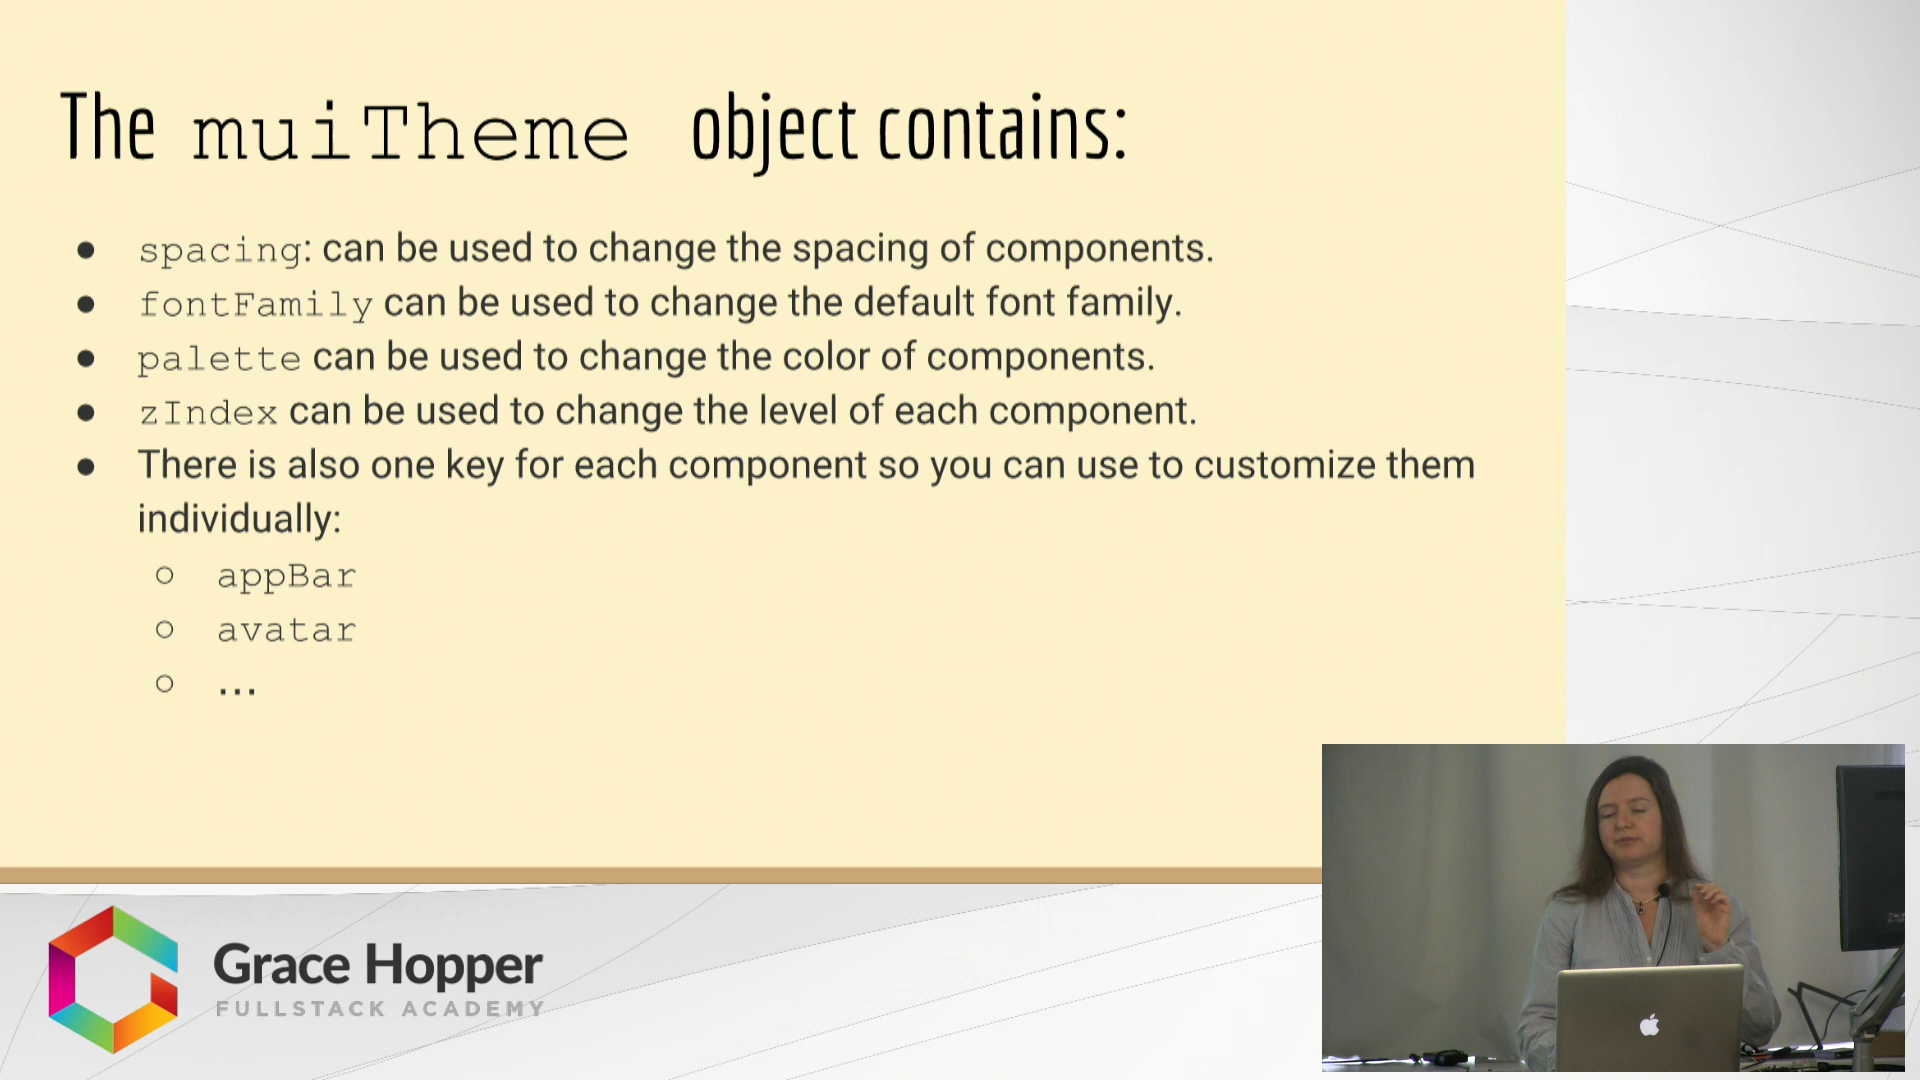 The muiTheme object contains:
● spacing: can be used to change the spacing of components.
● fontFamily can be used to change the default font family.
● palette can be used to change the color of components.
● zIndex can be used to change the level of each component.
● There is also one key for each component so you can use to customize them
individually:
○ appBar
○ avatar
○ ...
Grace Hopper
FULLSTACK ACADEMY